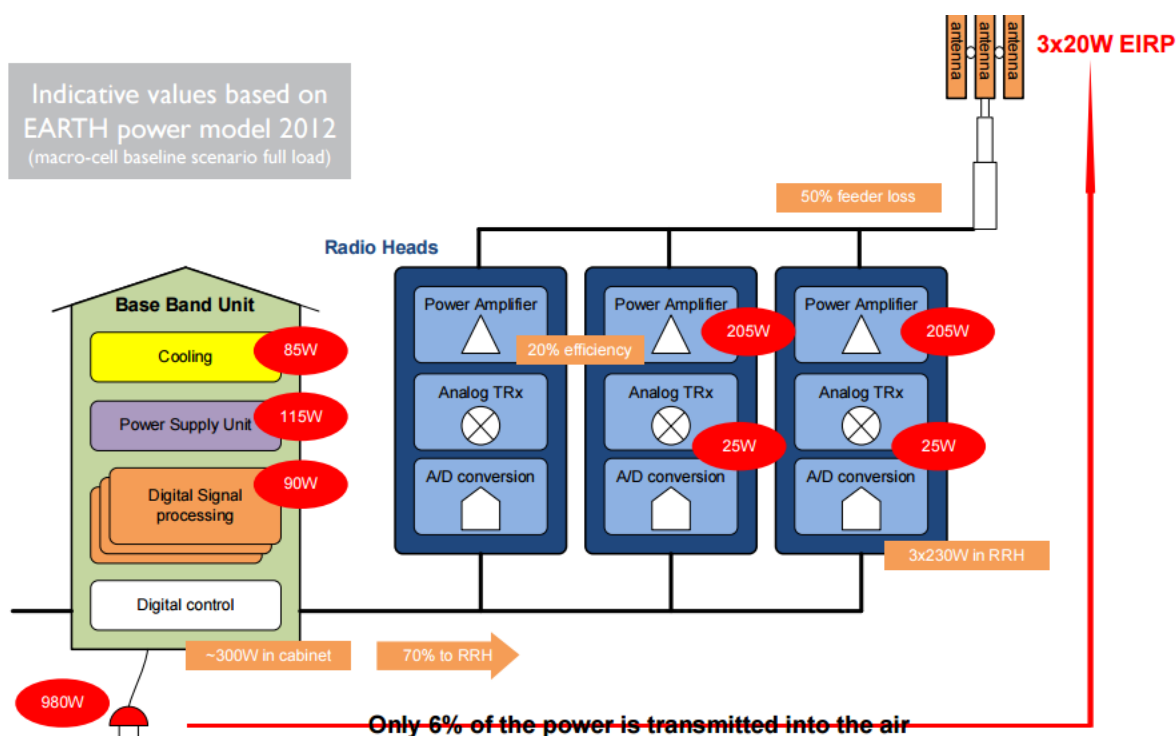 antenna
antenna
antenna
3x20W EIRP
Indicative values based on
EARTH power model 2012
(macro-cell baseline scenario full load)
50% feeder loss
Radio Heads
Base Band Unit
Cooling
85W
Power Supply Unit
115W
Digital Signal
processing
90W
Digital control
Power Amplifier
20% efficiency
Analog TRx
A/D conversion
Power Amplifier
205W
Analog TRx
25W
A/D conversion
Power Amplifier
205W
Analog TRx
25W
A/D conversion
3x230W in RRH
~300W in cabinet
70% to RRH
980W
Only 6% of the power is transmitted into the air